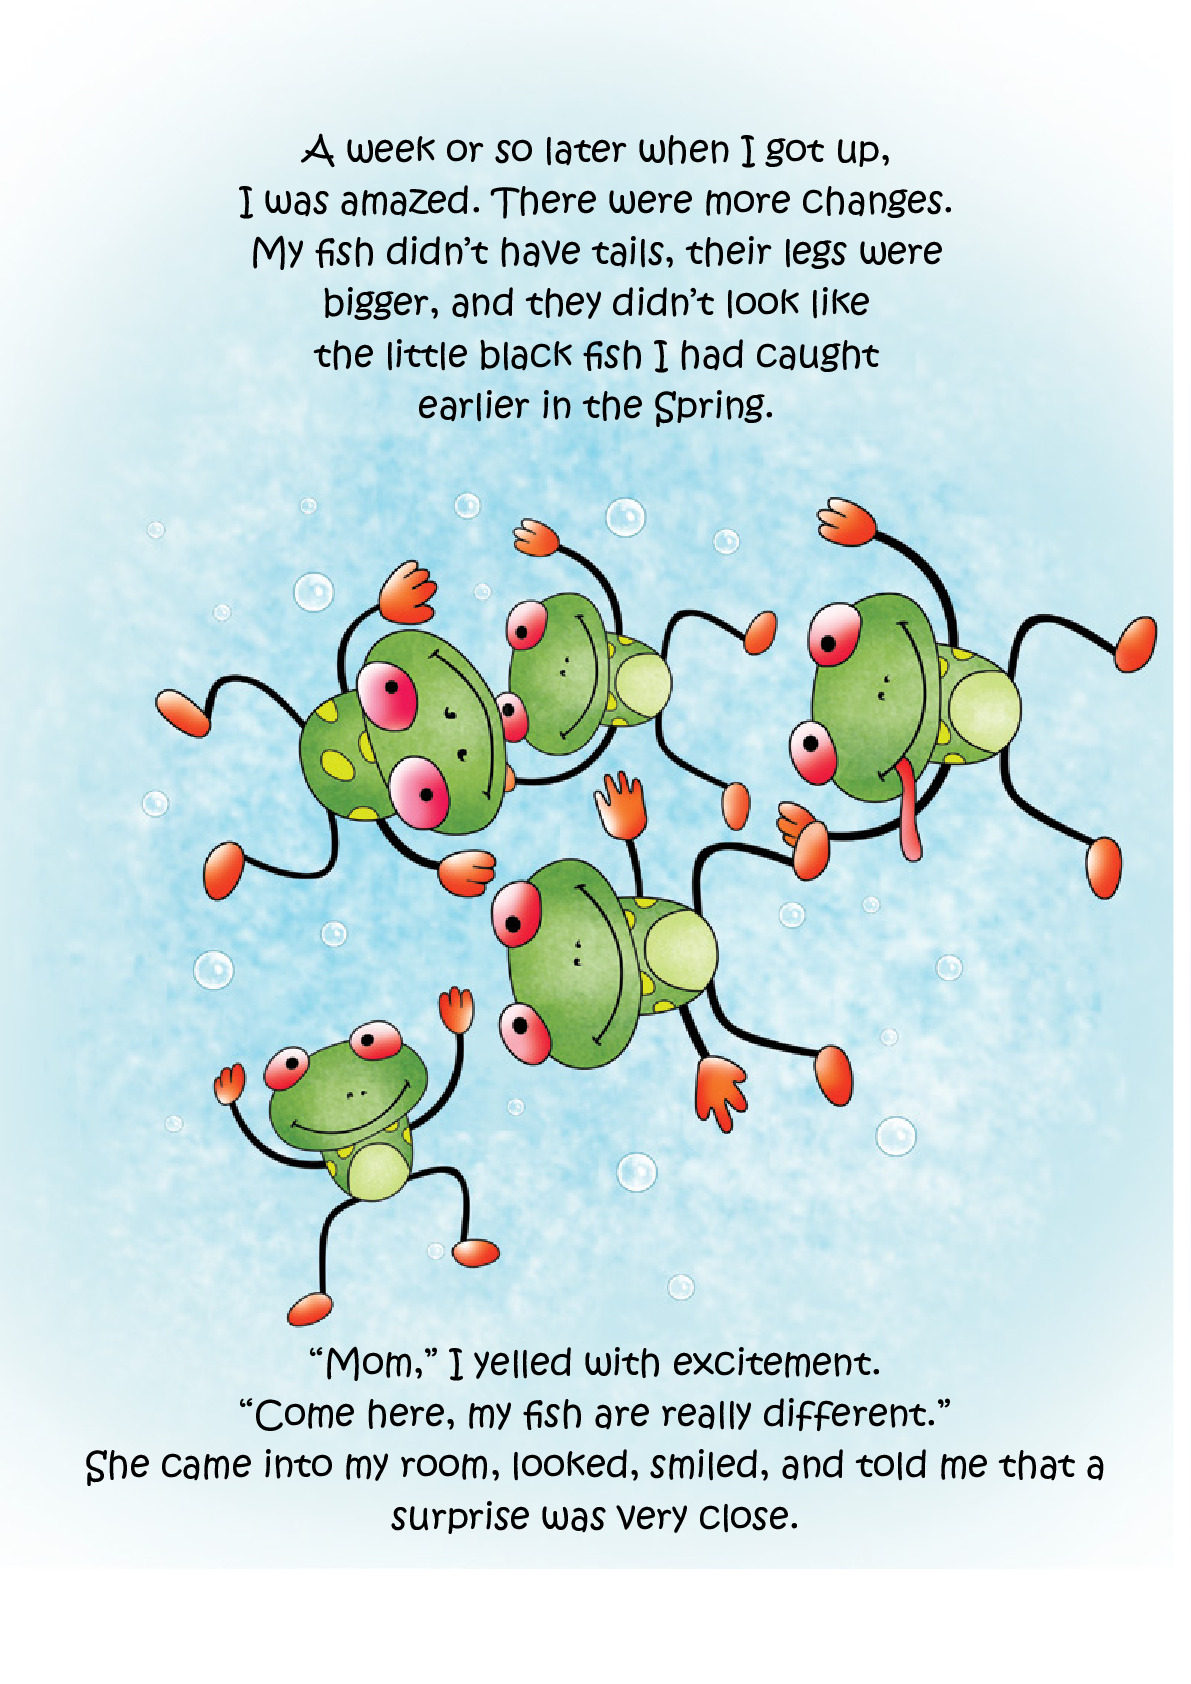 A week or so later when I got up,
I was amazed. There were more changes.
My fish didn’t have tails, their legs were
bigger, and they didn’t look like
the little black fish I had caught
earlier in the Spring.
“Mom,” I yelled with excitement.
“Come here, my fish are really different.”
She came into my room, looked, smiled, and told me that a
surprise was very close.